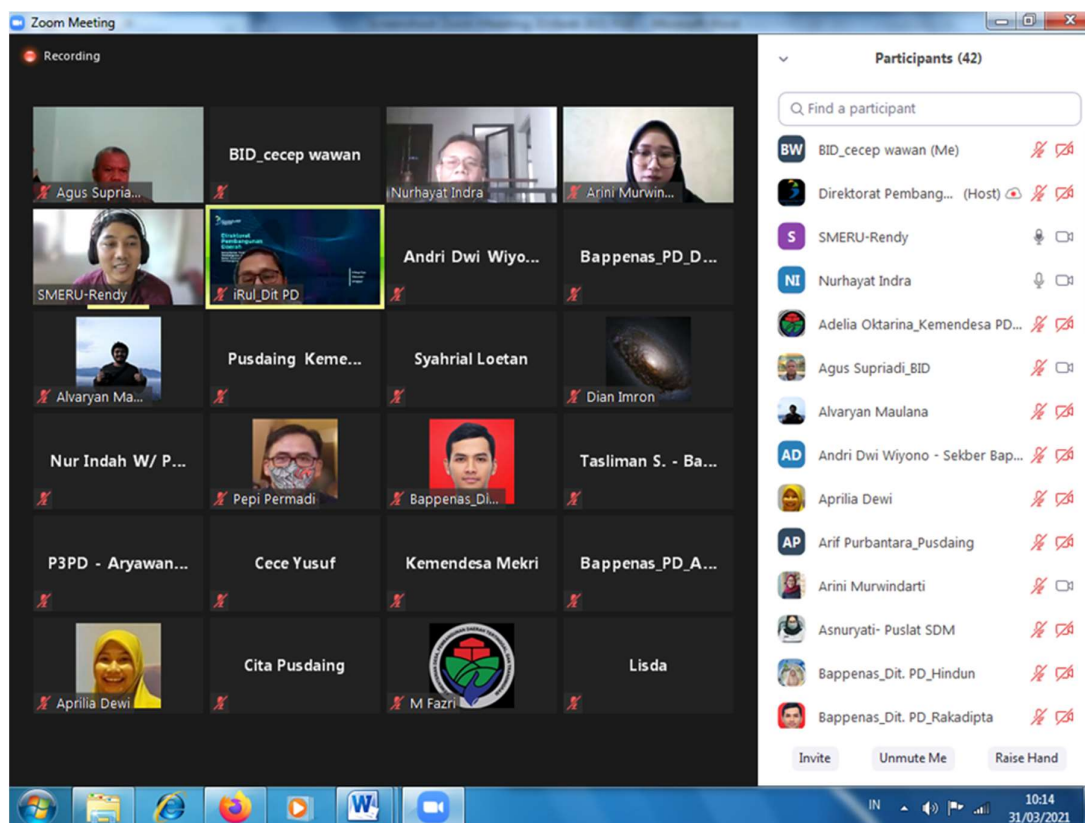 Zoom Meeting
Recording
Agus Supria...
BID_cecep wawan
Nurhayat Indra
Arini Murwin...
SMERU-Rendy
Direktorat
Pembangunan
Daerah
iRul_Dit PD
Andri Dwi Wiyo...
Bappenas_PD_D...
Alvaryan Ma...
Pusdaing Keme...
Syahrial Loetan
Dian Imron
Nur Indah W/ P...
Pepi Permadi
Bappenas_Di...
Tasliman S. - Ba...
P3PD - Aryawan...
Cece Yusuf
Kemendesa Mekri
Bappenas_PD_A...
Aprilia Dewi
Cita Pusdaing
M Fazri
Lisda
Participants (42)
Find a participant
BW BID_cecep wawan (Me)
Direktorat Pembang... (Host)
S SMERU-Rendy
NI Nurhayat Indra
Adelia Oktarina_Kemendesa PD...
Agus Supriadi_BID
Alvaryan Maulana
AD Andri Dwi Wiyono - Sekber Bap...
Aprilia Dewi
AP Arif Purbantara_Pusdaing
Arini Murwindarti
Asnuryati- Puslat SDM
Bappenas_Dit. PD_Hindun
Bappenas_Dit. PD_Rakadipta
Invite Unmute Me Raise Hand
IN 10:14
31/03/2021